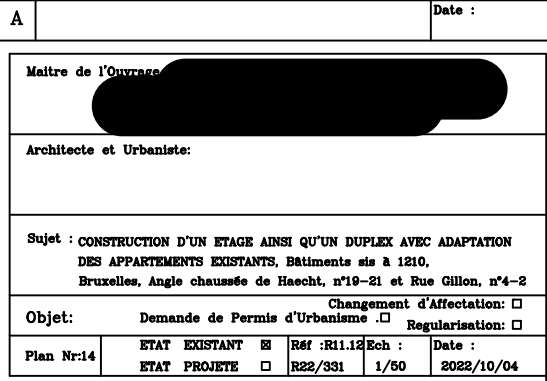 A
Date :
Maitre de l'Ouvrage
Architecte et Urbaniste:
Sujet : CONSTRUCTION D'UN ETAGE AINSI QU'UN DUPLEX AVEC ADAPTATION
DES APPARTEMENTS EXISTANTS, Bâtiments sis à 1210,
Bruxelles, Angle chaussée de Haecht, n°19-21 et Rue Gillon, n°4-2
Changement d'Affectation: ☐
Objet: Demande de Permis d'Urbanisme .☐ Regularisation: ☐
Plan Nr:14
ETAT EXISTANT ☒ Réf :R11.12 Ech : Date :
ETAT PROJETE ☐ R22/331 1/50 2022/10/04